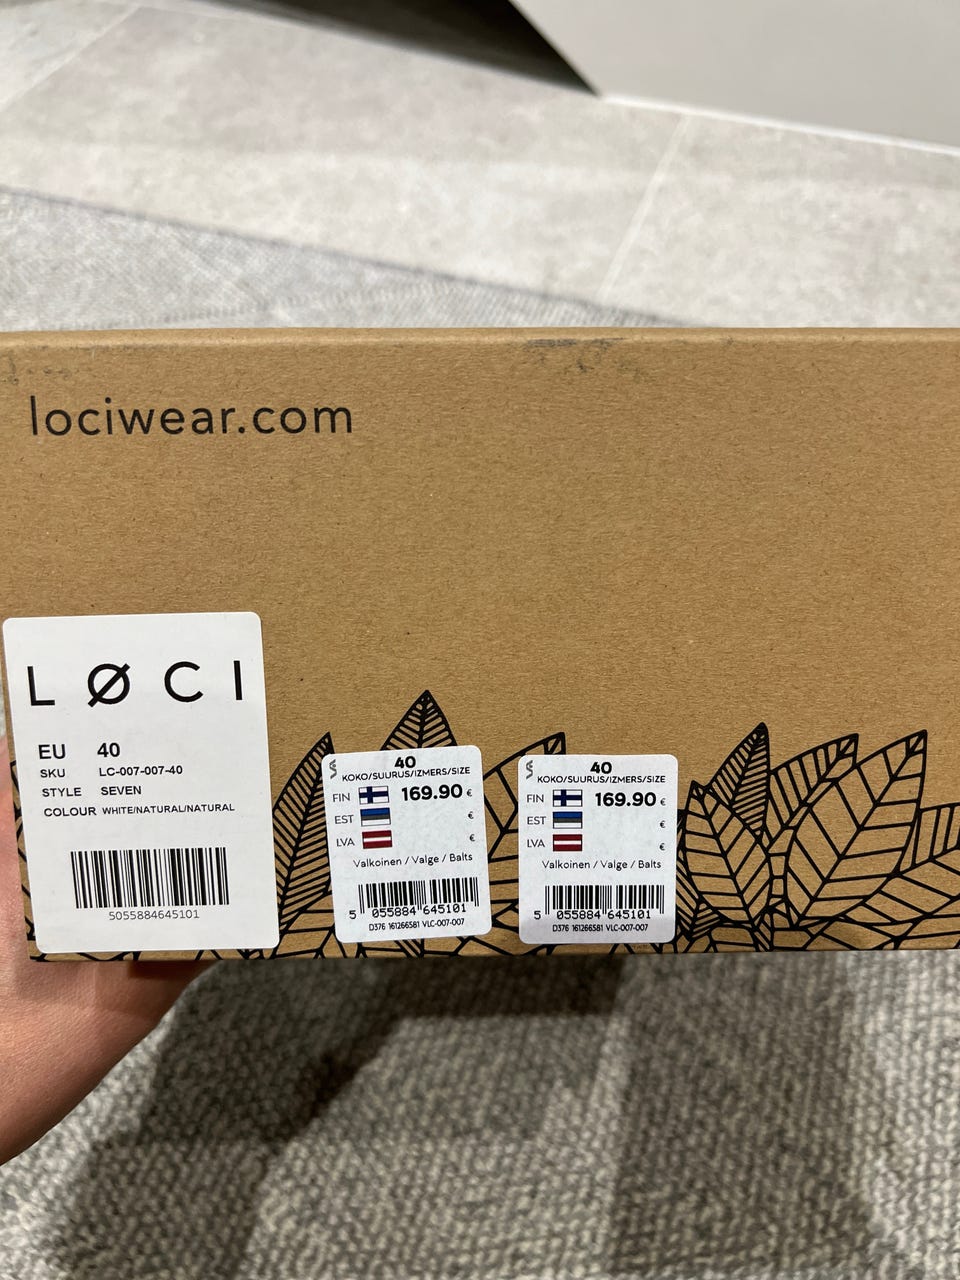 lociwear.com
LØCI
EU 40
SKU LC-007-007-40
STYLE SEVEN
COLOUR WHITE/NATURAL/NATURAL
5055884645101
40
KOKO/SUURUS/IZMERS/SIZE
FIN 169.90 €
EST €
LVA €
Valkoinen / Valge / Balts
5 055884 645101
D376 161266581 VLC-007-007
40
KOKO/SUURUS/IZMERS/SIZE
FIN 169.90 €
EST €
LVA €
Valkoinen / Valge / Balts
5 055884 645101
D376 161266581 VLC-007-007